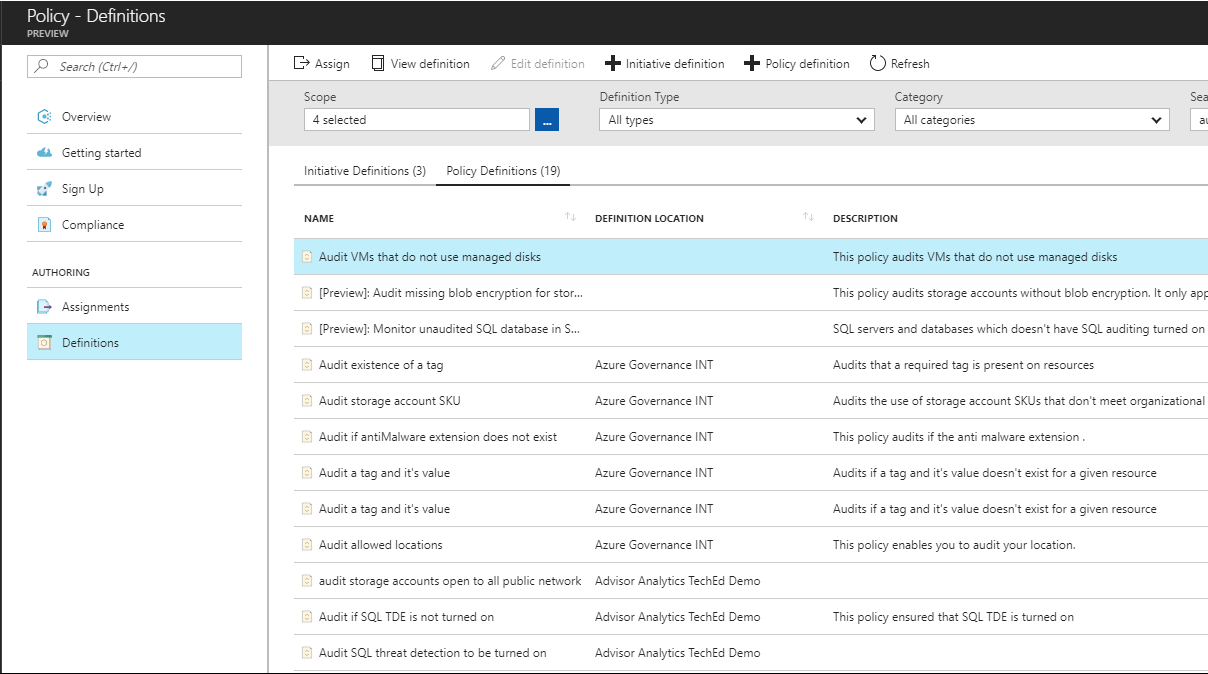 Policy - Definitions
PREVIEW
Search (Ctrl+/)
Overview
Getting started
Sign Up
Compliance
AUTHORING
Assignments
Definitions
Assign View definition Edit definition Initiative definition Policy definition Refresh
Scope Definition Type Category Sea
4 selected ... All types All categories au
Initiative Definitions (3) Policy Definitions (19)
NAME DEFINITION LOCATION DESCRIPTION
Audit VMs that do not use managed disks This policy audits VMs that do not use managed disks
[Preview]: Audit missing blob encryption for stor... This policy audits storage accounts without blob encryption. It only app
[Preview]: Monitor unaudited SQL database in S... SQL servers and databases which doesn't have SQL auditing turned on
Audit existence of a tag Azure Governance INT Audits that a required tag is present on resources
Audit storage account SKU Azure Governance INT Audits the use of storage account SKUs that don't meet organizational
Audit if antiMalware extension does not exist Azure Governance INT This policy audits if the anti malware extension .
Audit a tag and it's value Azure Governance INT Audits if a tag and it's value doesn't exist for a given resource
Audit a tag and it's value Azure Governance INT Audits if a tag and it's value doesn't exist for a given resource
Audit allowed locations Azure Governance INT This policy enables you to audit your location.
audit storage accounts open to all public network Advisor Analytics TechEd Demo
Audit if SQL TDE is not turned on Advisor Analytics TechEd Demo This policy ensured that SQL TDE is turned on
Audit SQL threat detection to be turned on Advisor Analytics TechEd Demo